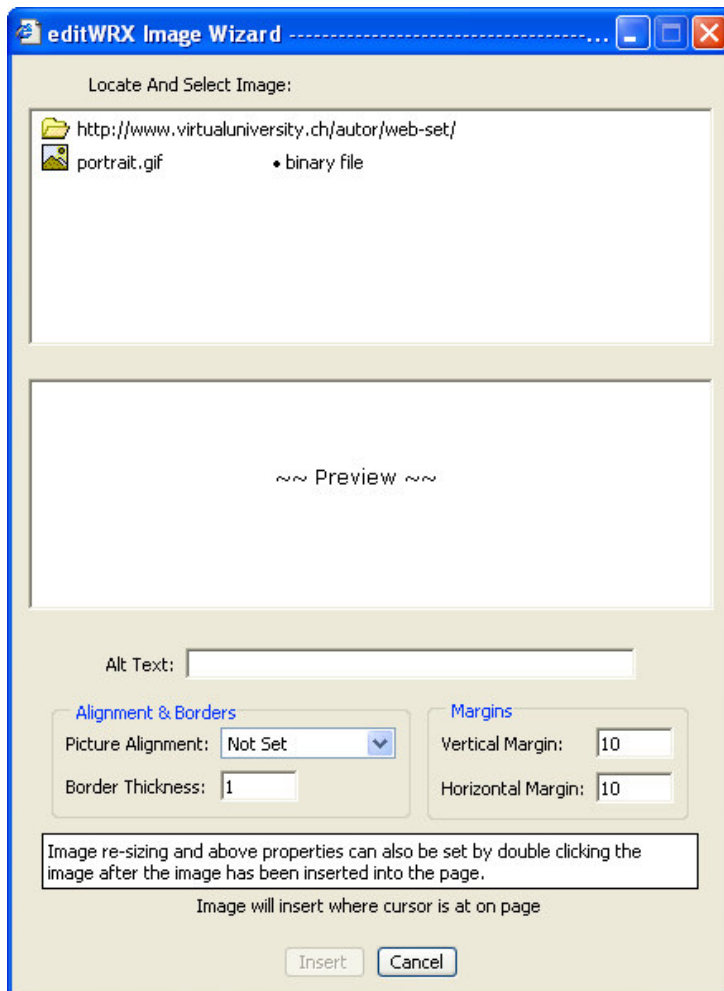 editWRX Image Wizard -----------------------------------...
Locate And Select Image:
http://www.virtualuniversity.ch/autor/web-set/
portrait.gif • binary file
~~ Preview ~~
Alt Text:
Alignment & Borders
Picture Alignment: Not Set
Border Thickness: 1
Margins
Vertical Margin: 10
Horizontal Margin: 10
Image re-sizing and above properties can also be set by double clicking the
image after the image has been inserted into the page.
Image will insert where cursor is at on page
Insert Cancel